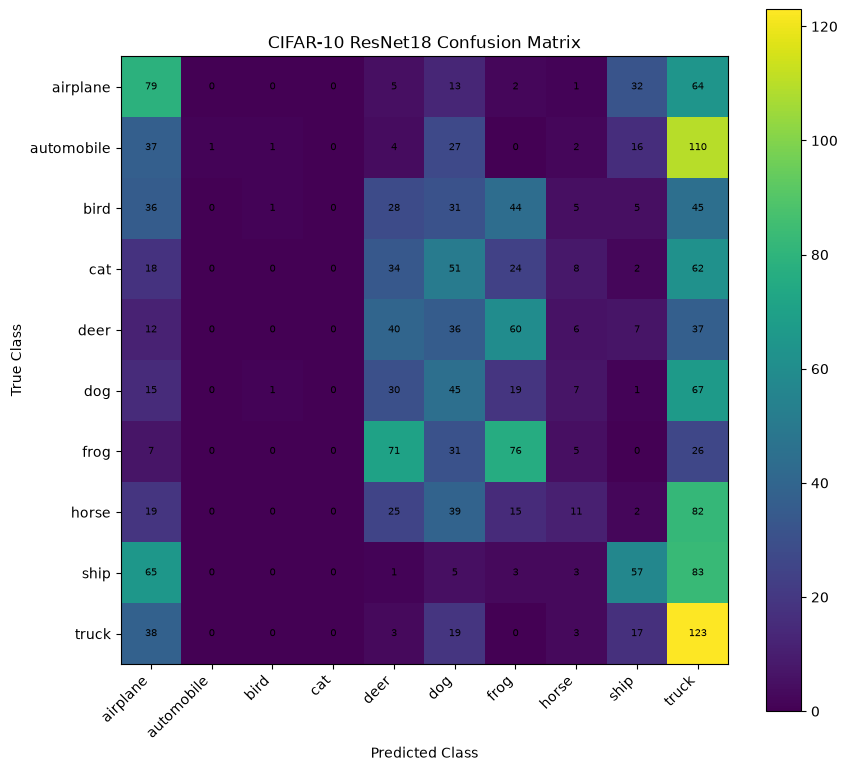 CIFAR-10 ResNet18 Confusion Matrix
airplane 79 0 0 0 5 13 2 1 32 64
automobile 37 1 1 0 4 27 0 2 16 110
bird 36 0 1 0 28 31 44 5 5 45
cat 18 0 0 0 34 51 24 8 2 62
deer 12 0 0 0 40 36 60 6 7 37
dog 15 0 1 0 30 45 19 7 1 67
frog 7 0 0 0 71 31 76 5 0 26
horse 19 0 0 0 25 39 15 11 2 82
ship 65 0 0 0 1 5 3 3 57 83
truck 38 0 0 0 3 19 0 3 17 123
airplane automobile bird cat deer dog frog horse ship truck
Predicted Class
True Class
120
100
80
60
40
20
0